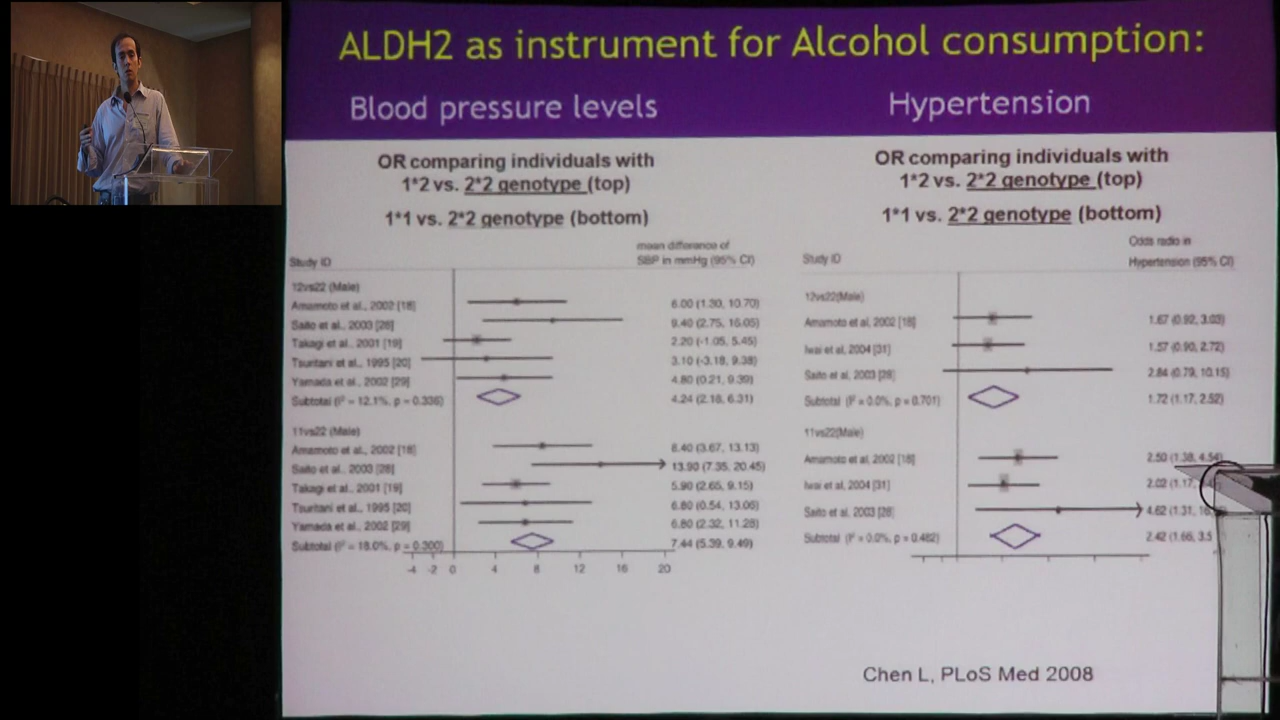 ALDH2 as instrument for Alcohol consumption:
Blood pressure levels
OR comparing individuals with
1*2 vs. 2*2 genotype (top)
1*1 vs. 2*2 genotype (bottom)
mean difference of
Study ID SBP in mmHg (95% CI)
12vs22 (Male)
Amamoto et al., 2002 [18] 6.00 (1.30, 10.70)
Saito et al., 2003 [28] 9.40 (2.75, 16.05)
Takagi et al., 2001 [19] 2.20 (-1.05, 5.45)
Tsuritani et al., 1995 [20] 3.10 (-3.18, 9.38)
Yamada et al., 2002 [29] 4.80 (0.21, 9.39)
Subtotal (I² = 12.1%, p = 0.336) 4.24 (2.18, 6.31)
11vs22 (Male)
Amamoto et al., 2002 [18] 8.40 (3.67, 13.13)
Saito et al., 2003 [28] 13.90 (7.35, 20.45)
Takagi et al., 2001 [19] 5.90 (2.65, 9.15)
Tsuritani et al., 1995 [20] 6.80 (0.54, 13.06)
Yamada et al., 2002 [29] 6.80 (2.32, 11.28)
Subtotal (I² = 18.0%, p = 0.300) 7.44 (5.39, 9.49)
-4 -2 0 4 8 12 16 20
Hypertension
OR comparing individuals with
1*2 vs. 2*2 genotype (top)
1*1 vs. 2*2 genotype (bottom)
Odds radio in
Study ID Hypertension (95% CI)
12vs22(Male)
Amamoto et al, 2002 [18] 1.67 (0.92, 3.03)
Iwai et al, 2004 [31] 1.57 (0.90, 2.72)
Saito et al, 2003 [28] 2.84 (0.79, 10.15)
Subtotal (I² = 0.0%, p = 0.701) 1.72 (1.17, 2.52)
11vs22(Male)
Amamoto et al, 2002 [18] 2.50 (1.38, 4.54)
Iwai et al, 2004 [31] 2.02 (1.17,
Saito et al, 2003 [28] 4.62 (1.31,
Subtotal (I² = 0.0%, p = 0.482) 2.42 (1.66, 3.5
Chen L, PLoS Med 2008